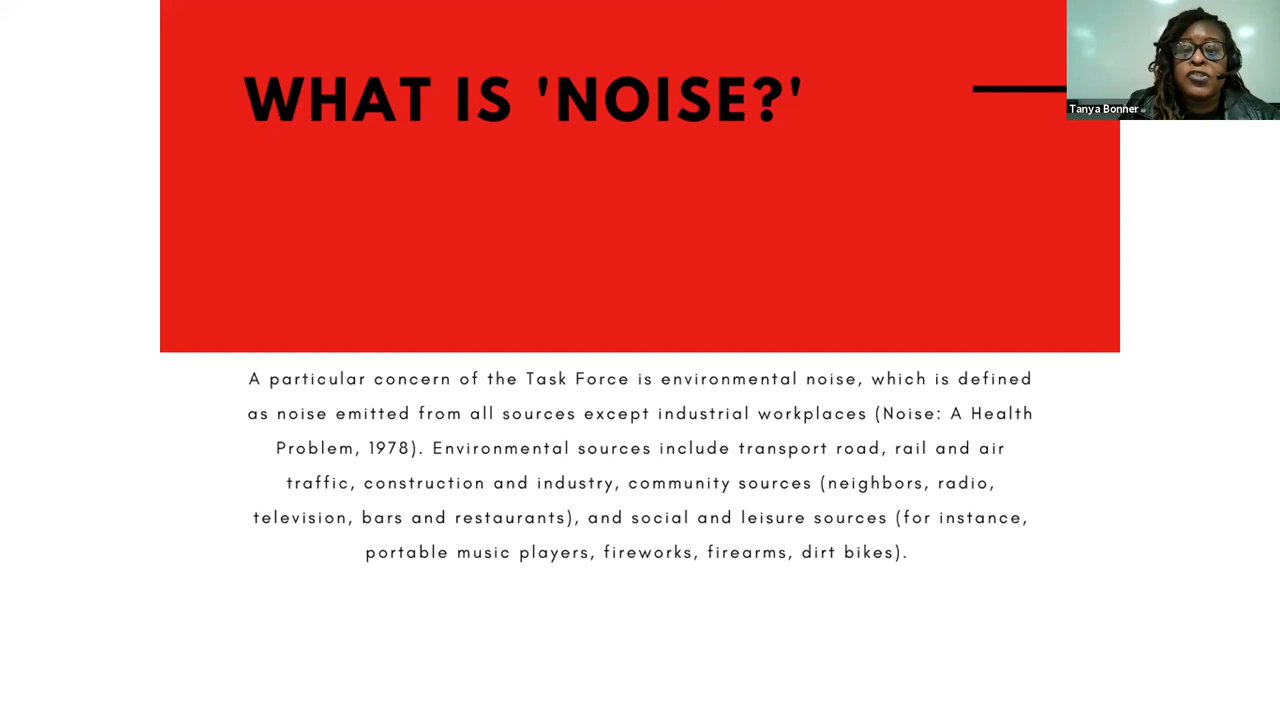 WHAT IS 'NOISE?'
Tanya Bonner
A particular concern of the Task Force is environmental noise, which is defined
as noise emitted from all sources except industrial workplaces (Noise: A Health
Problem, 1978). Environmental sources include transport road, rail and air
traffic, construction and industry, community sources (neighbors, radio,
television, bars and restaurants), and social and leisure sources (for instance,
portable music players, fireworks, firearms, dirt bikes).